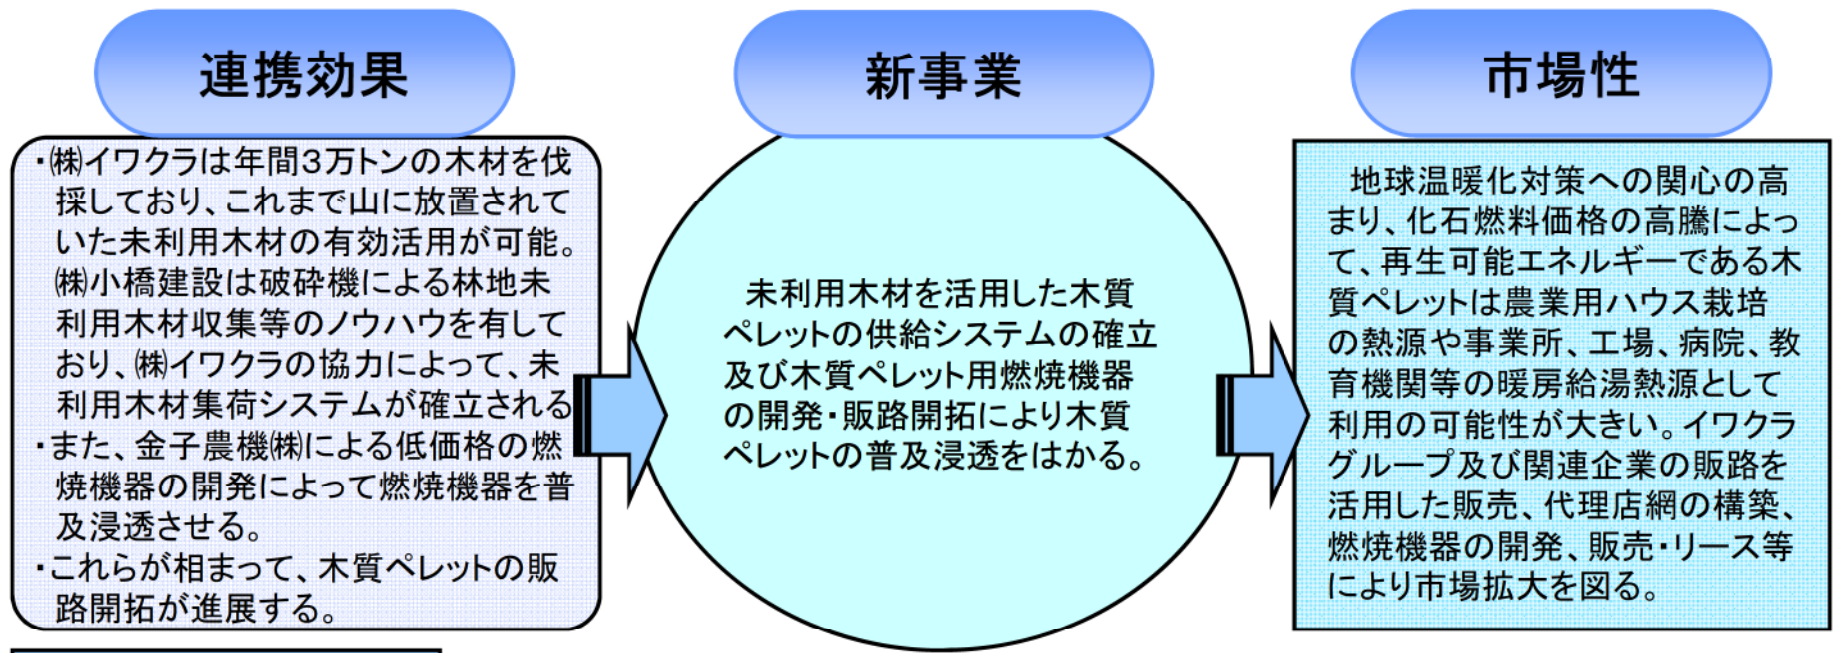 連携効果
・㈱イワクラは年間3万トンの木材を伐
採しており、これまで山に放置されて
いた未利用木材の有効活用が可能。
㈱小橋建設は破砕機による林地未
利用木材収集等のノウハウを有して
おり、㈱イワクラの協力によって、未
利用木材集荷システムが確立される
・また、金子農機㈱による低価格の燃
焼機器の開発によって燃焼機器を普
及浸透させる。
・これらが相まって、木質ペレットの販
路開拓が進展する。
新事業
未利用木材を活用した木質
ペレットの供給システムの確立
及び木質ペレット用燃焼機器
の開発・販路開拓により木質
ペレットの普及浸透をはかる。
市場性
地球温暖化対策への関心の高
まり、化石燃料価格の高騰によっ
て、再生可能エネルギーである木
質ペレットは農業用ハウス栽培
の熱源や事業所、工場、病院、教
育機関等の暖房給湯熱源として
利用の可能性が大きい。イワクラ
グループ及び関連企業の販路を
活用した販売、代理店網の構築、
燃焼機器の開発、販売・リース等
により市場拡大を図る。